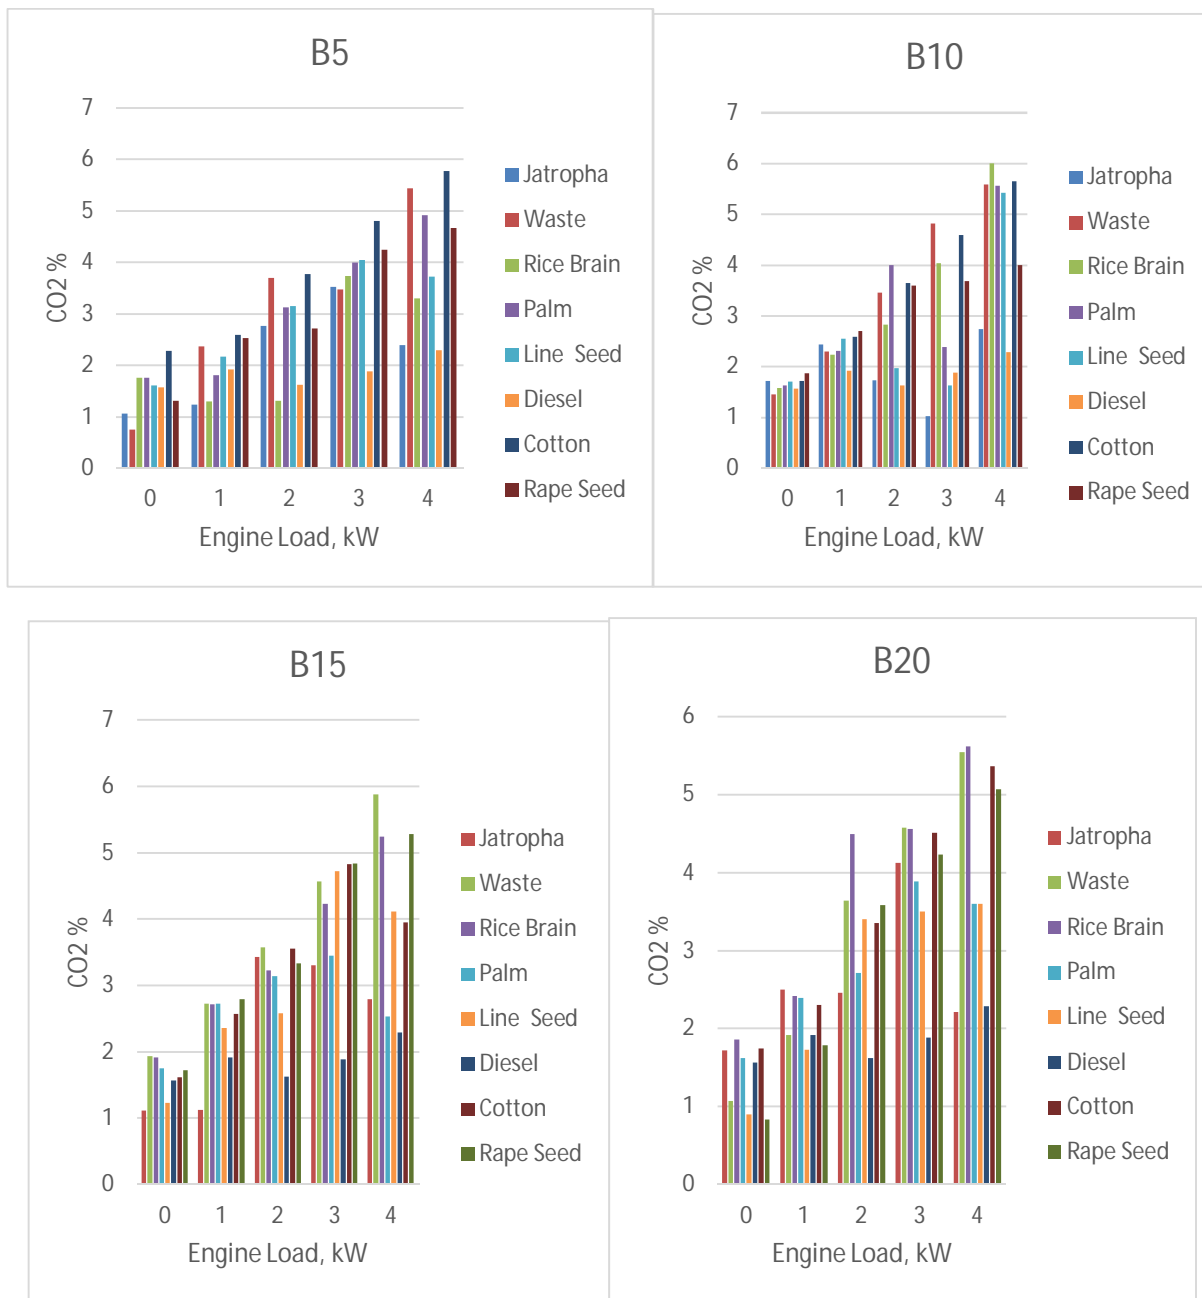 B5
7
6
5
4
3
2
1
0
CO2 %
0 1 2 3 4
Engine Load, kW
Jatropha
Waste
Rice Brain
Palm
Line Seed
Diesel
Cotton
Rape Seed
B10
7
6
5
4
3
2
1
0
CO2 %
0 1 2 3 4
Engine Load, kW
Jatropha
Waste
Rice Brain
Palm
Line Seed
Diesel
Cotton
Rape Seed
B15
7
6
5
4
3
2
1
0
CO2 %
0 1 2 3 4
Engine Load, kW
Jatropha
Waste
Rice Brain
Palm
Line Seed
Diesel
Cotton
Rape Seed
B20
6
5
4
3
2
1
0
CO2 %
0 1 2 3 4
Engine Load, kW
Jatropha
Waste
Rice Brain
Palm
Line Seed
Diesel
Cotton
Rape Seed